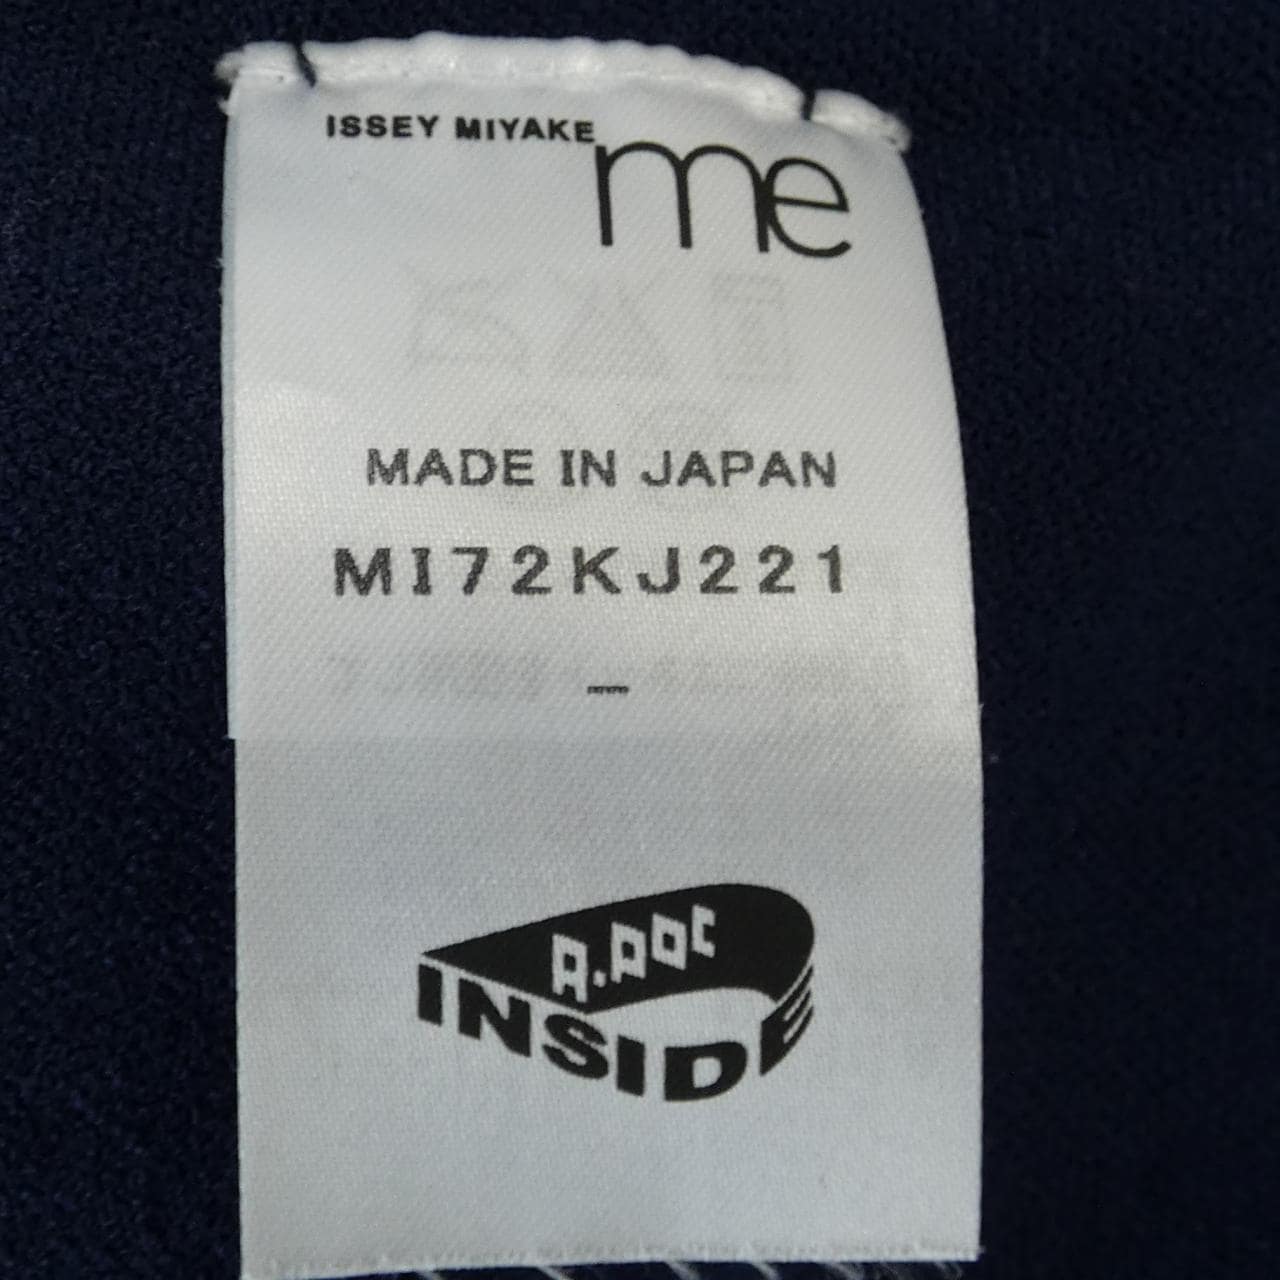 ISSEY MIYAKE
me
MADE IN JAPAN
MI72KJ221
–
A.POC
INSIDE